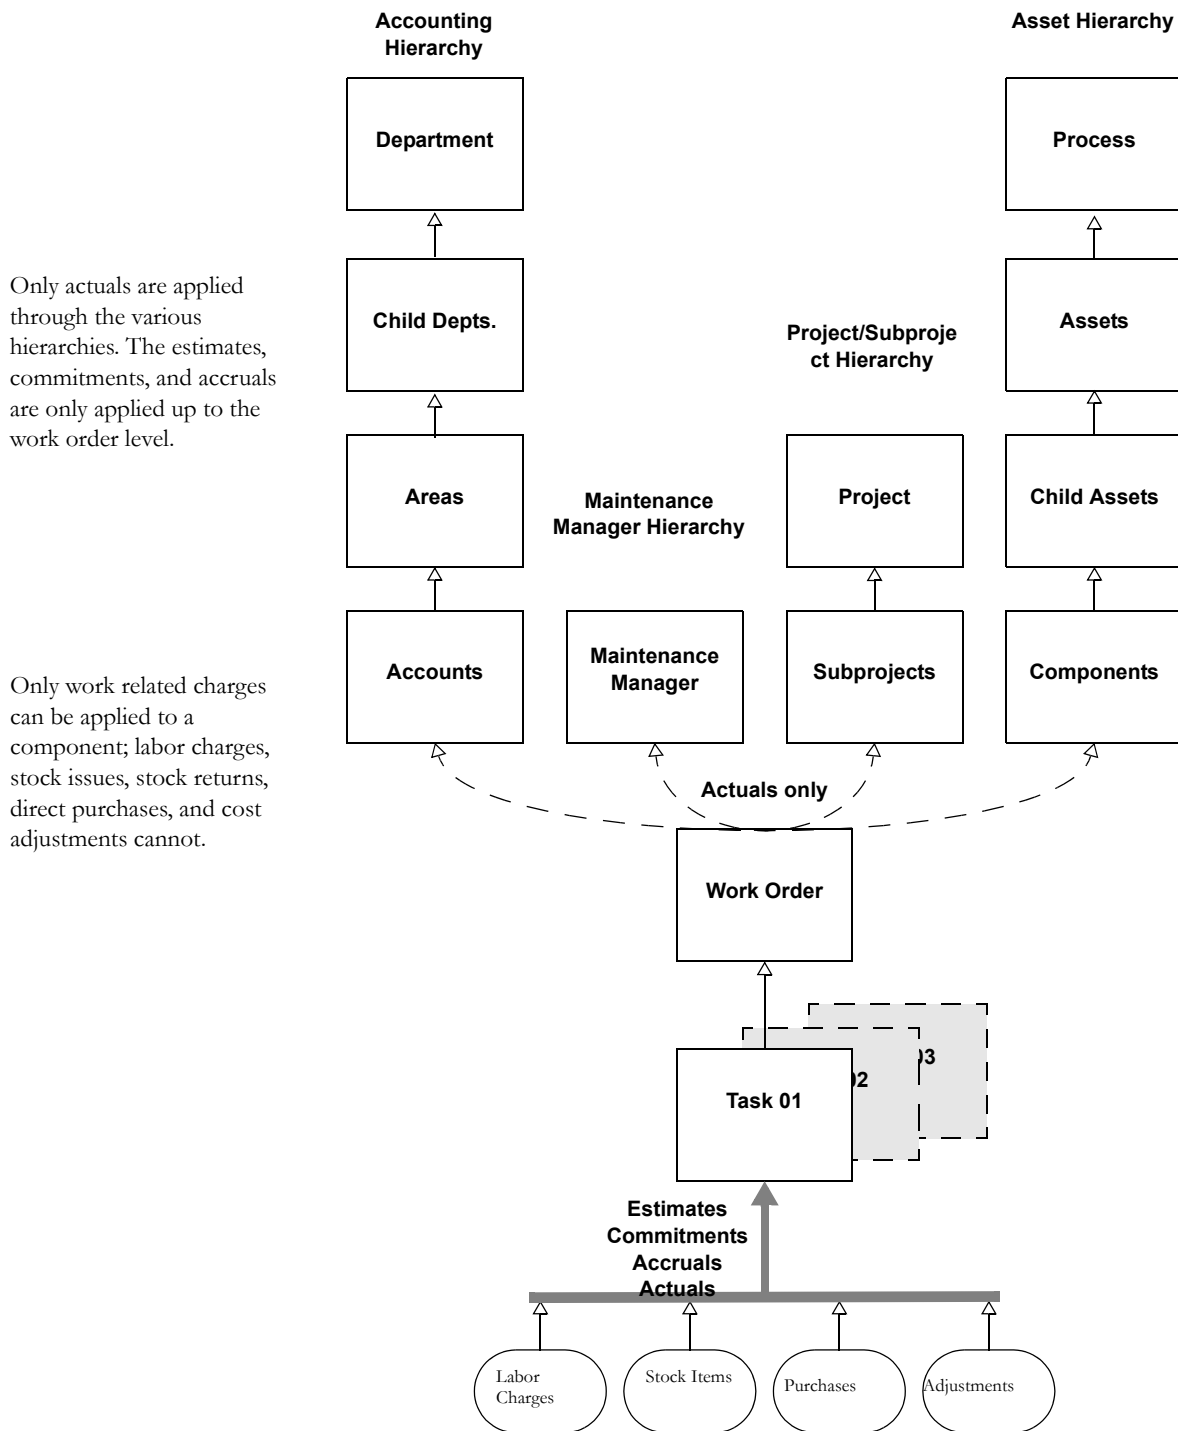 Accounting
Hierarchy
Asset Hierarchy
Department
Process
Only actuals are applied
through the various
hierarchies. The estimates,
commitments, and accruals
are only applied up to the
work order level.
Child Depts.
Project/Subproje
ct Hierarchy
Assets
Areas
Maintenance
Manager Hierarchy
Project
Child Assets
Only work related charges
can be applied to a
component; labor charges,
stock issues, stock returns,
direct purchases, and cost
adjustments cannot.
Accounts
Maintenance
Manager
Subprojects
Components
Actuals only
Work Order
03
02
Task 01
Estimates
Commitments
Accruals
Actuals
Labor
Charges
Stock Items
Purchases
Adjustments